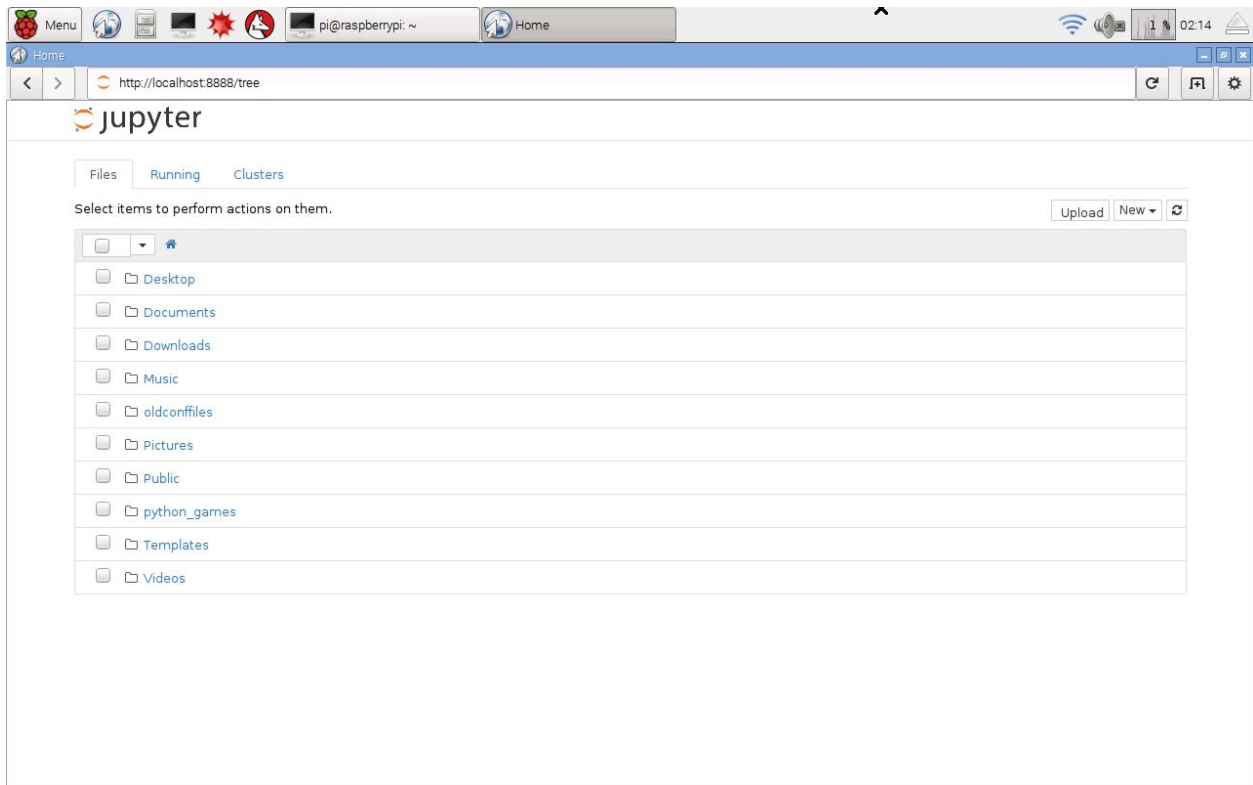 Menu pi@raspberrypi: ~ Home 1 % 02:14
Home
http://localhost:8888/tree
jupyter
Files Running Clusters
Select items to perform actions on them. Upload New
Desktop
Documents
Downloads
Music
oldconffiles
Pictures
Public
python_games
Templates
Videos